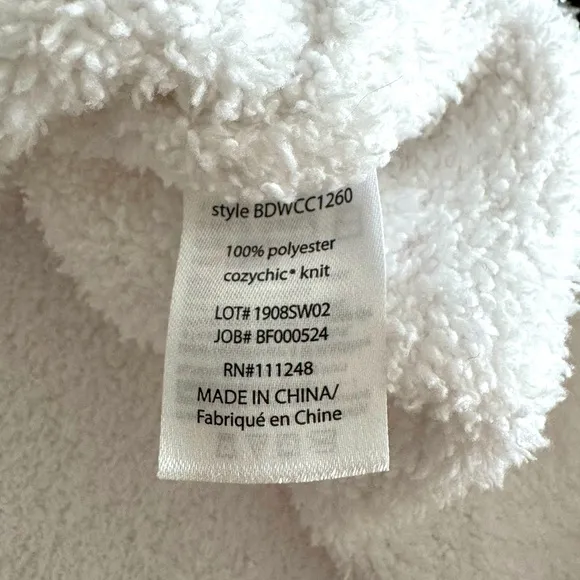 style BDWCC1260
100% polyester
cozychic® knit
LOT# 1908SW02
JOB# BF000524
RN#111248
MADE IN CHINA/
Fabriqué en Chine